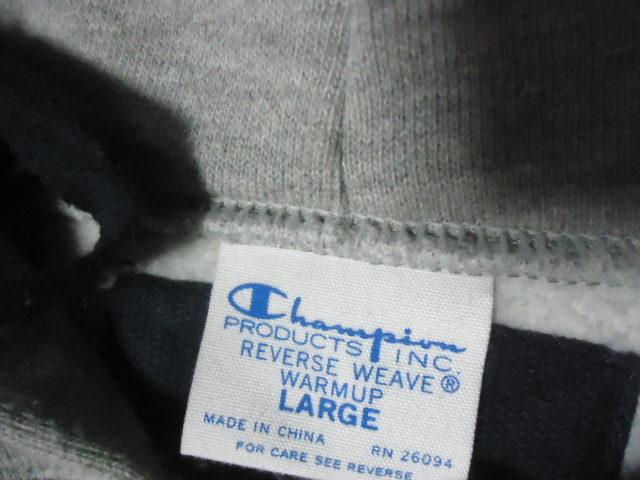 Champion
PRODUCTS INC.
REVERSE WEAVE®
WARMUP
LARGE
MADE IN CHINA RN 26094
FOR CARE SEE REVERSE